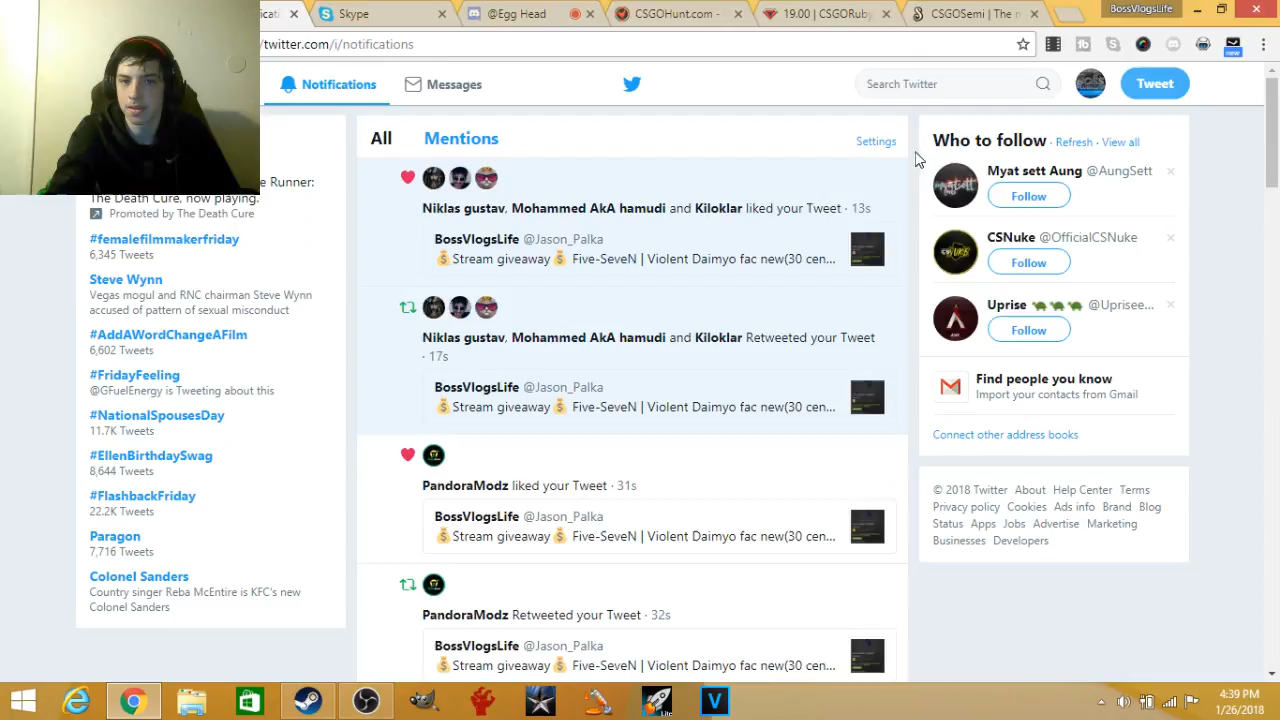 Skype
@Egg Head
CSGOHunt.com -
19.00 | CSGORuby
CSGOSemi | The n
BossVlogsLife
/twitter.com/i/notifications
new
Notifications
Messages
Search Twitter
Tweet
e Runner:
The Death Cure, now playing.
Promoted by The Death Cure
#femalefilmmakerfriday
6,345 Tweets
Steve Wynn
Vegas mogul and RNC chairman Steve Wynn
accused of pattern of sexual misconduct
#AddAWordChangeAFilm
6,602 Tweets
#FridayFeeling
@GFuelEnergy is Tweeting about this
#NationalSpousesDay
11.7K Tweets
#EllenBirthdaySwag
8,644 Tweets
#FlashbackFriday
22.2K Tweets
Paragon
7,716 Tweets
Colonel Sanders
Country singer Reba McEntire is KFC's new
Colonel Sanders
All Mentions
Settings
Niklas gustav, Mohammed AkA hamudi and Kiloklar liked your Tweet · 13s
BossVlogsLife @Jason_Palka
💰Stream giveaway💰 Five-SeveN | Violent Daimyo fac new(30 cen...
Niklas gustav, Mohammed AkA hamudi and Kiloklar Retweeted your Tweet
· 17s
BossVlogsLife @Jason_Palka
💰Stream giveaway💰 Five-SeveN | Violent Daimyo fac new(30 cen...
PandoraModz liked your Tweet · 31s
BossVlogsLife @Jason_Palka
💰Stream giveaway💰 Five-SeveN | Violent Daimyo fac new(30 cen...
PandoraModz Retweeted your Tweet · 32s
BossVlogsLife @Jason_Palka
💰Stream giveaway💰 Five-SeveN | Violent Daimyo fac new(30 cen...
Who to follow · Refresh · View all
Myat sett Aung @AungSett
Follow
CSNuke @OfficialCSNuke
Follow
Uprise 🐢🐢🐢 @Uprisee...
Follow
Find people you know
Import your contacts from Gmail
Connect other address books
© 2018 Twitter About Help Center Terms
Privacy policy Cookies Ads info Brand Blog
Status Apps Jobs Advertise Marketing
Businesses Developers
Lite
4:39 PM
1/26/2018